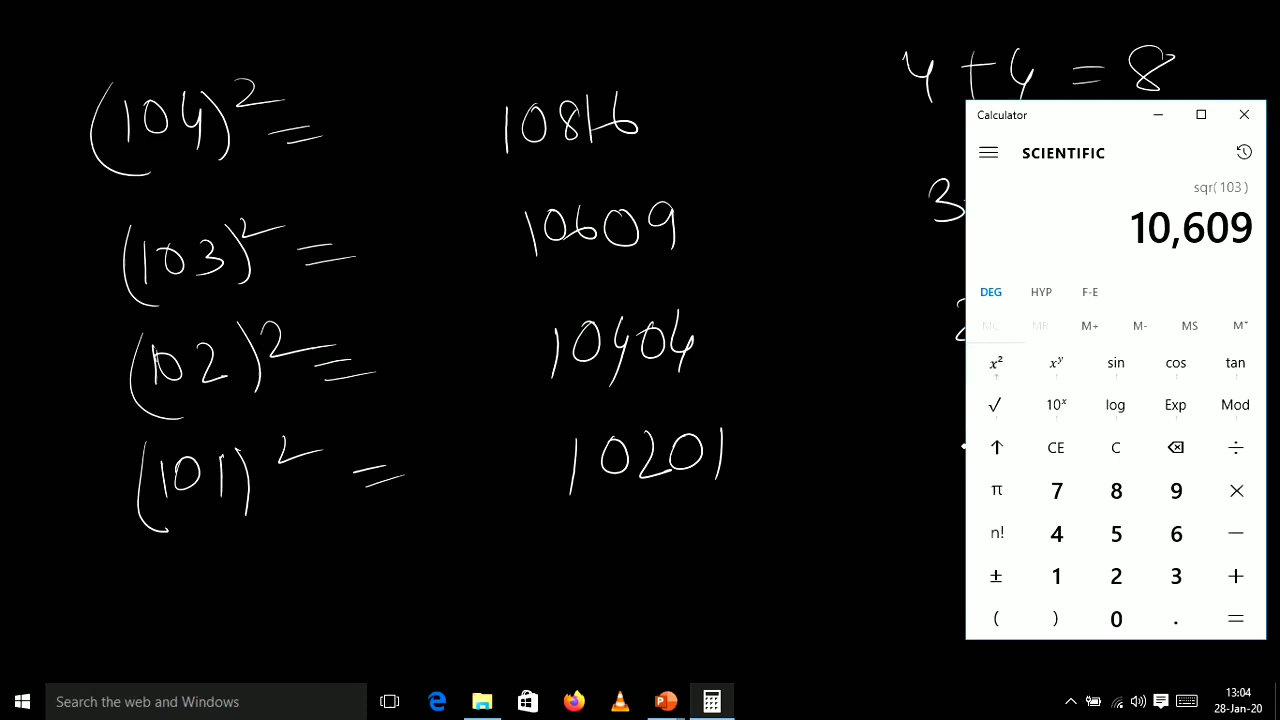 (104)² = 10816
4 + 4 = 8
(103)² = 10609
3
(102)² = 10404
2
(101)² = 10201
Calculator
SCIENTIFIC
sqr( 103 )
10,609
DEG HYP F-E
MC MR M+ M- MS M˅
x² xʸ sin cos tan
√ 10ˣ log Exp Mod
↑ CE C ⌫ ÷
π 7 8 9 ×
n! 4 5 6 −
± 1 2 3 +
( ) 0 . =
Search the web and Windows
13:04
28-Jan-20